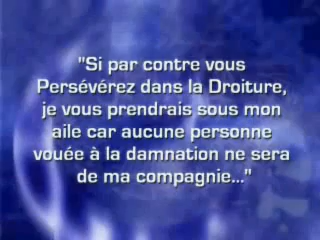 "Si par contre vous
Persévérez dans la Droiture,
je vous prendrais sous mon
aile car aucune personne
vouée à la damnation ne sera
de ma compagnie..."